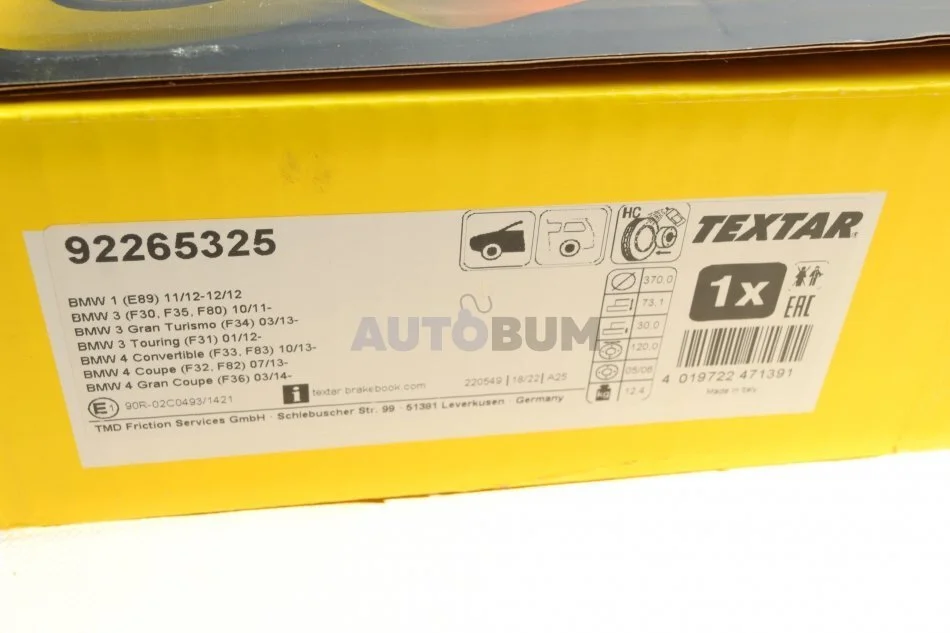 92265325
HC
TEXTAR
BMW 1 (E89) 11/12-12/12
BMW 3 (F30, F35, F80) 10/11-
BMW 3 Gran Turismo (F34) 03/13-
BMW 3 Touring (F31) 01/12-
BMW 4 Convertible (F33, F83) 10/13-
BMW 4 Coupe (F32, F82) 07/13-
BMW 4 Gran Coupe (F36) 03/14-
370,0
73,1
30,0
120,0
05/06
12,4
1x
EAC
4 019722 471391
Made in Italy
AUTOBUM
E1 90R-02C0493/1421
i textar brakebook.com
220549 | 18/22 | A25
TMD Friction Services GmbH · Schlebuscher Str. 99 · 51381 Leverkusen · Germany